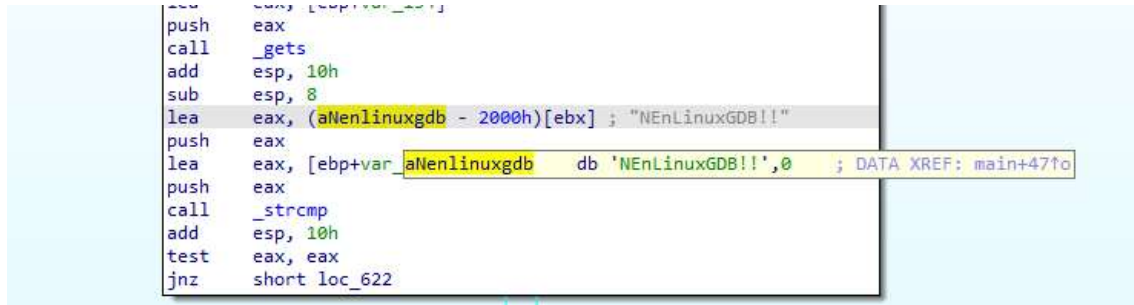 push eax
call _gets
add esp, 10h
sub esp, 8
lea eax, (aNenlinuxgdb - 2000h)[ebx] ; "NEnLinuxGDB!!"
push eax
lea eax, [ebp+var_ aNenlinuxgdb db 'NEnLinuxGDB!!',0 ; DATA XREF: main+47↑o
push eax
call _strcmp
add esp, 10h
test eax, eax
jnz short loc_622